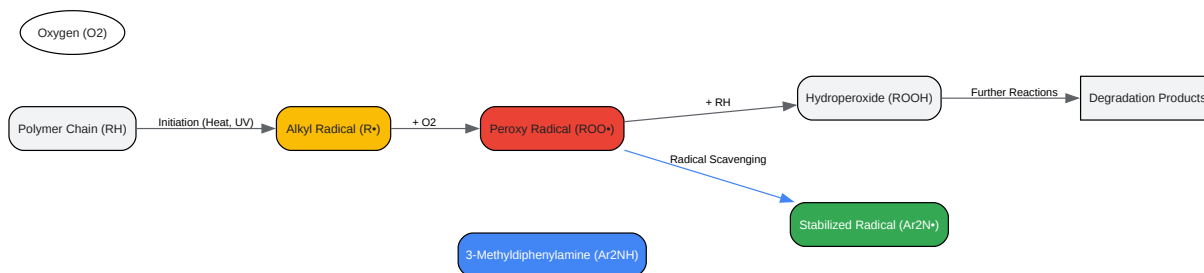 Oxygen (O2)
Polymer Chain (RH)
Initiation (Heat, UV)
Alkyl Radical (R•)
+ O2
Peroxy Radical (ROO•)
+ RH
Hydroperoxide (ROOH)
Further Reactions
Degradation Products
Radical Scavenging
Stabilized Radical (Ar2N•)
3-Methyldiphenylamine (Ar2NH)